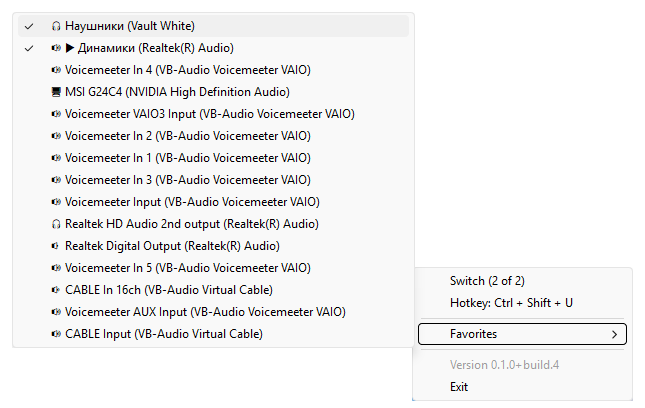 Наушники (Vault White)
▶ Динамики (Realtek(R) Audio)
Voicemeeter In 4 (VB-Audio Voicemeeter VAIO)
MSI G24C4 (NVIDIA High Definition Audio)
Voicemeeter VAIO3 Input (VB-Audio Voicemeeter VAIO)
Voicemeeter In 2 (VB-Audio Voicemeeter VAIO)
Voicemeeter In 1 (VB-Audio Voicemeeter VAIO)
Voicemeeter In 3 (VB-Audio Voicemeeter VAIO)
Voicemeeter Input (VB-Audio Voicemeeter VAIO)
Realtek HD Audio 2nd output (Realtek(R) Audio)
Realtek Digital Output (Realtek(R) Audio)
Voicemeeter In 5 (VB-Audio Voicemeeter VAIO)
CABLE In 16ch (VB-Audio Virtual Cable)
Voicemeeter AUX Input (VB-Audio Voicemeeter VAIO)
CABLE Input (VB-Audio Virtual Cable)
Switch (2 of 2)
Hotkey: Ctrl + Shift + U
Favorites
Version 0.1.0+build.4
Exit